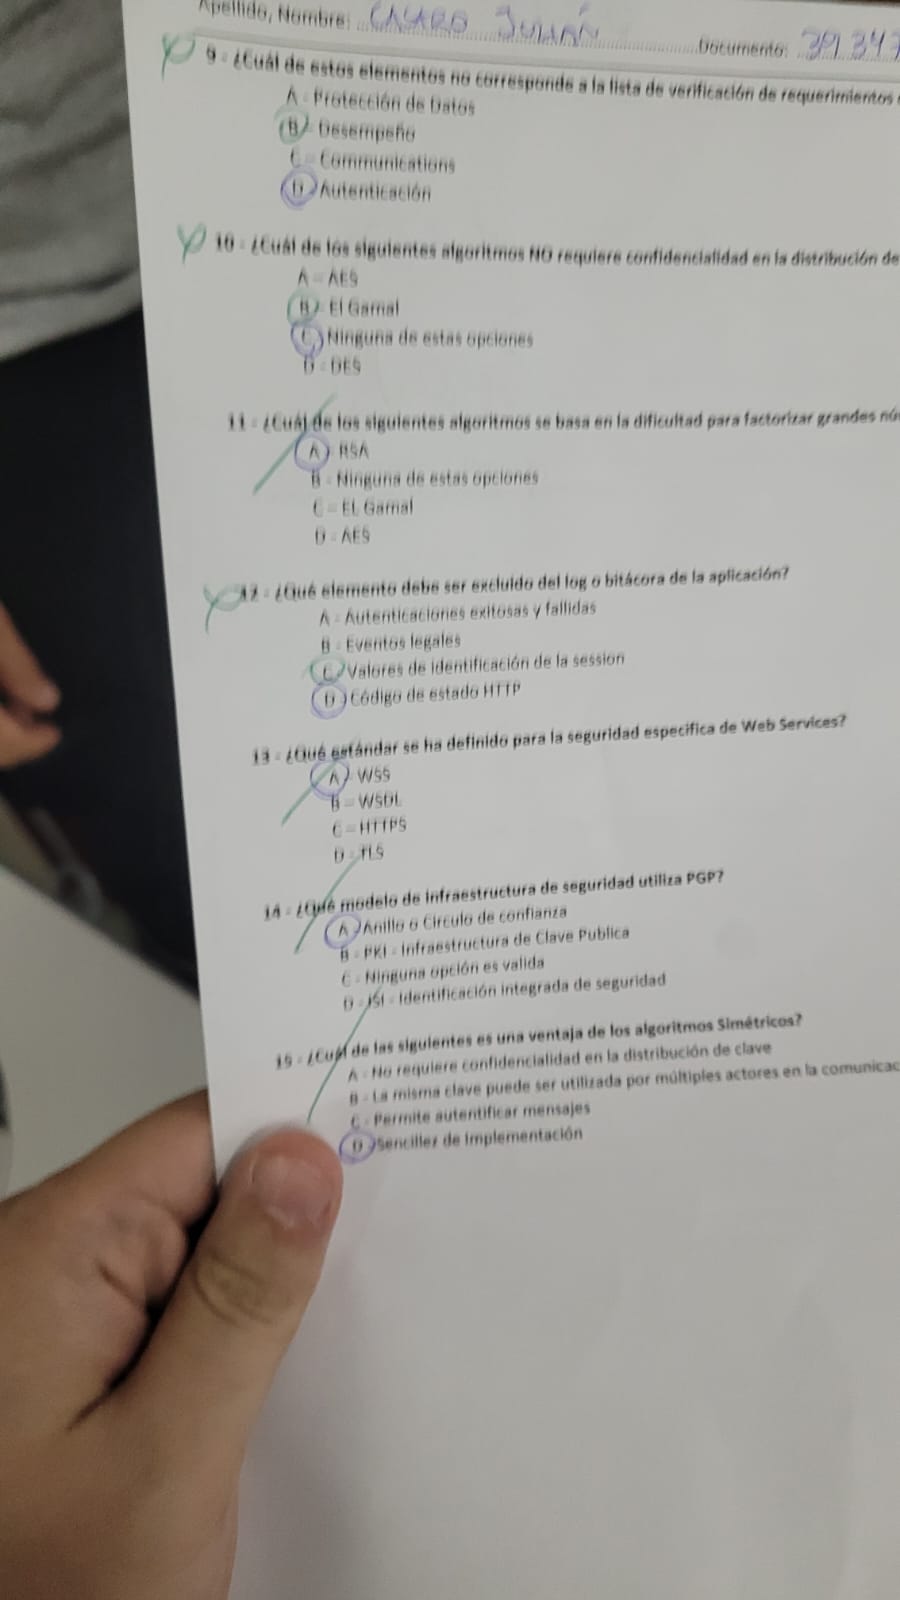 Apellido, Nombre: JULIÁN
Documento: 39 347
9 - ¿Cuál de estos elementos no corresponde a la lista de verificación de requerimientos
A - Protección de Datos
B - Desempeño
C - Communications
D - Autenticación
10 - ¿Cuál de los siguientes algoritmos NO requiere confidencialidad en la distribución de
A - AES
B - El Gamal
C - Ninguna de estas opciones
D - DES
11 - ¿Cuál de los siguientes algoritmos se basa en la dificultad para factorizar grandes nú
A - RSA
B - Ninguna de estas opciones
C - EL Gamal
D - AES
12 - ¿Qué elemento debe ser excluido del log o bitácora de la aplicación?
A - Autenticaciones exitosas y fallidas
B - Eventos legales
C - Valores de identificación de la session
D - Código de estado HTTP
13 - ¿Qué estándar se ha definido para la seguridad especifica de Web Services?
A - WSS
B - WSDL
C - HTTPS
D - TLS
14 - ¿Qué modelo de infraestructura de seguridad utiliza PGP?
A - Anillo o Circulo de confianza
B - PKI - Infraestructura de Clave Publica
C - Ninguna opción es valida
D - ISI - Identificación integrada de seguridad
15 - ¿Cuál de las siguientes es una ventaja de los algoritmos Simétricos?
A - No requiere confidencialidad en la distribución de clave
B - La misma clave puede ser utilizada por múltiples actores en la comunicac
C - Permite autentificar mensajes
D - Sencillez de Implementación